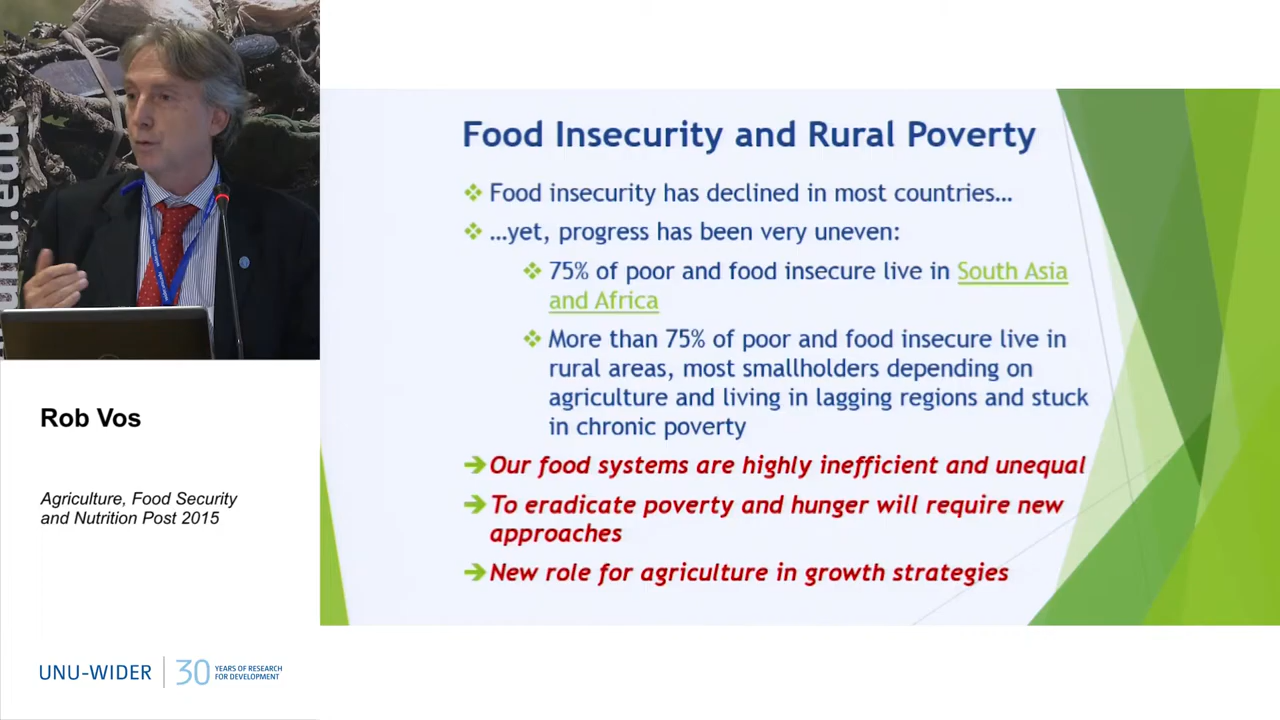 unu.edu
Rob Vos
Agriculture, Food Security
and Nutrition Post 2015
UNU-WIDER
30 YEARS OF RESEARCH
FOR DEVELOPMENT
Food Insecurity and Rural Poverty
Food insecurity has declined in most countries…
…yet, progress has been very uneven:
75% of poor and food insecure live in South Asia
and Africa
More than 75% of poor and food insecure live in
rural areas, most smallholders depending on
agriculture and living in lagging regions and stuck
in chronic poverty
Our food systems are highly inefficient and unequal
To eradicate poverty and hunger will require new
approaches
New role for agriculture in growth strategies